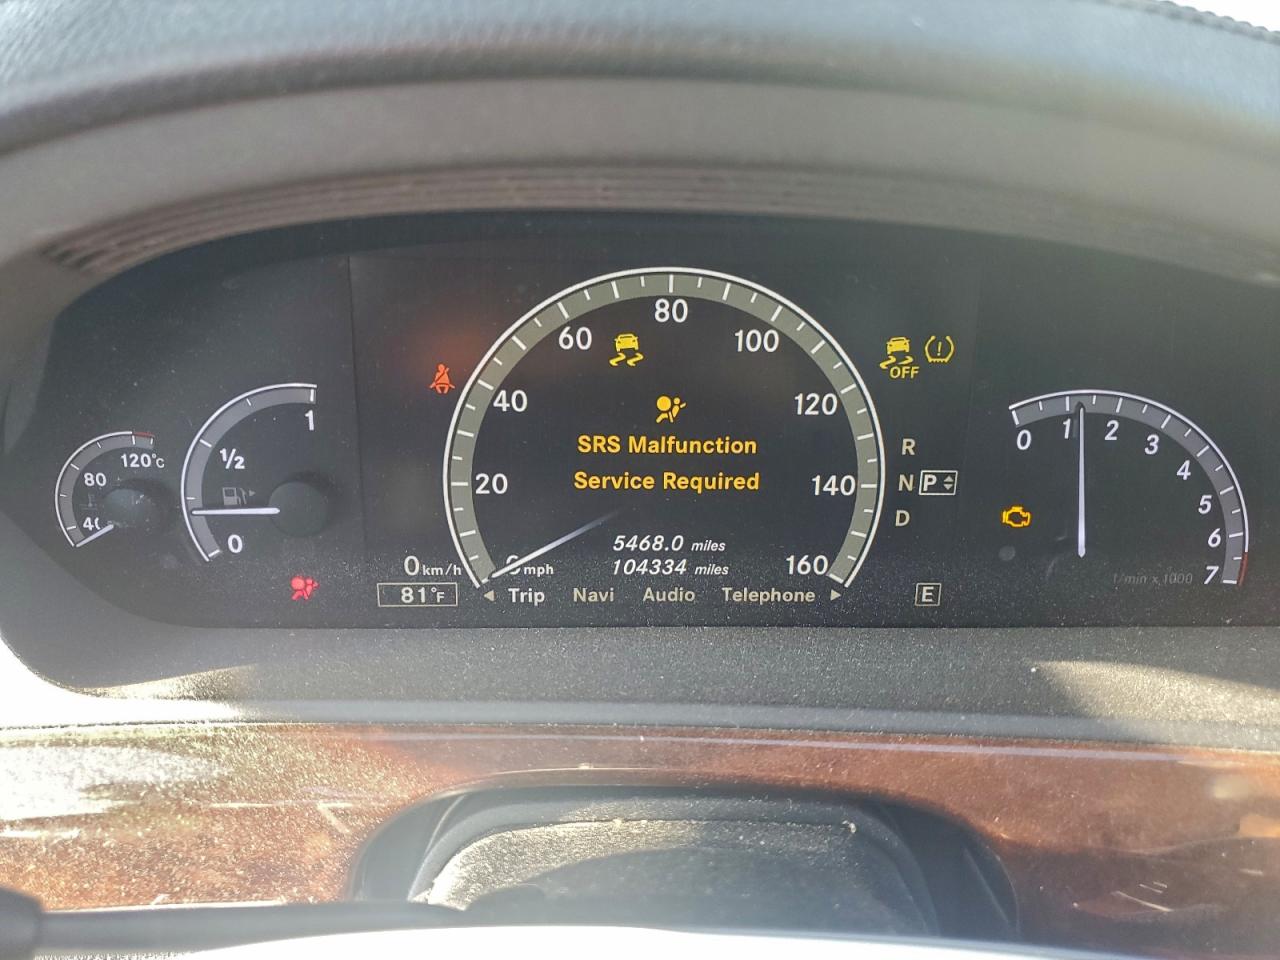 120°C
80
40
1
½
0
20
40
60
80
100
120
140
160
mph
OFF
SRS Malfunction
Service Required
5468.0 miles
104334 miles
0 km/h
81°F
Trip Navi Audio Telephone
R
N P
D
E
0 1 2 3 4 5 6 7
1/min x 1000